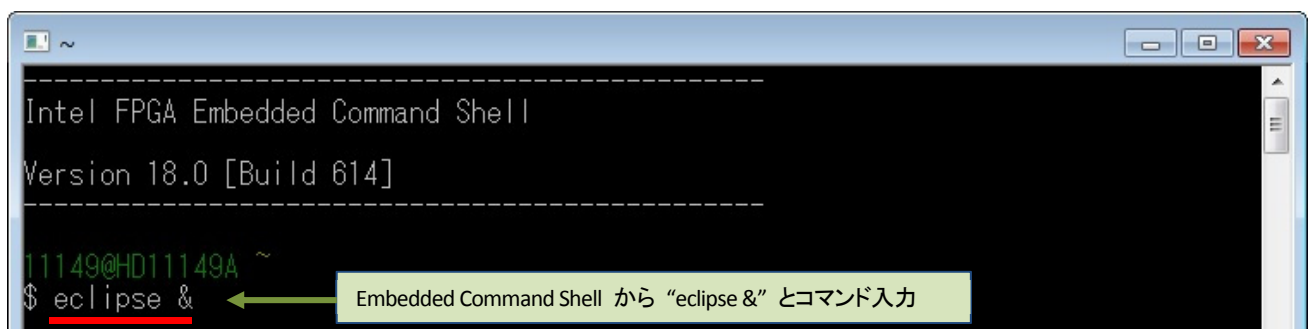 ~
Intel FPGA Embedded Command Shell
Version 18.0 [Build 614]
11149@HD11149A ~
$ eclipse &
Embedded Command Shell から “eclipse &” とコマンド入力